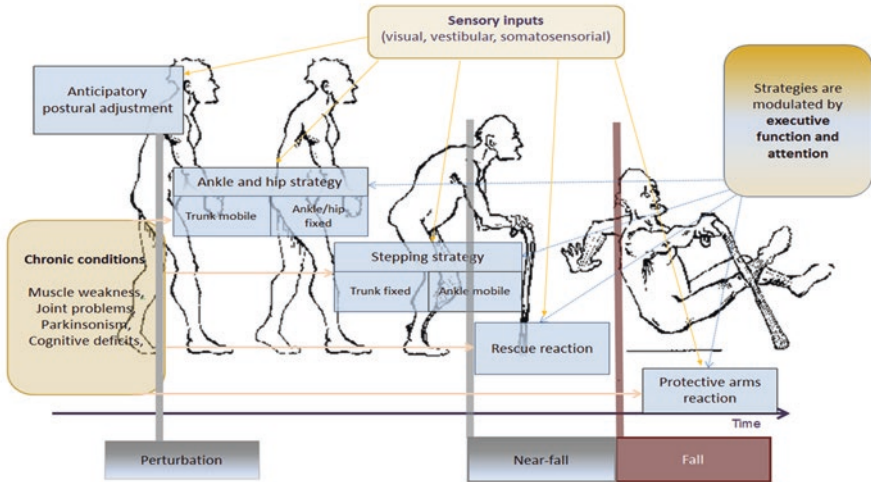 Sensory inputs
(visual, vestibular, somatosensorial)
Anticipatory
postural adjustment
Strategies are
modulated by
executive
function and
attention
Ankle and hip strategy
Trunk mobile
Ankle/hip
fixed
Chronic conditions
Muscle weakness,
Joint problems,
Parkinsonism,
Cognitive deficits,
Stepping strategy
Trunk fixed
Ankle mobile
Rescue reaction
Protective arms
reaction
Time
Perturbation
Near-fall
Fall